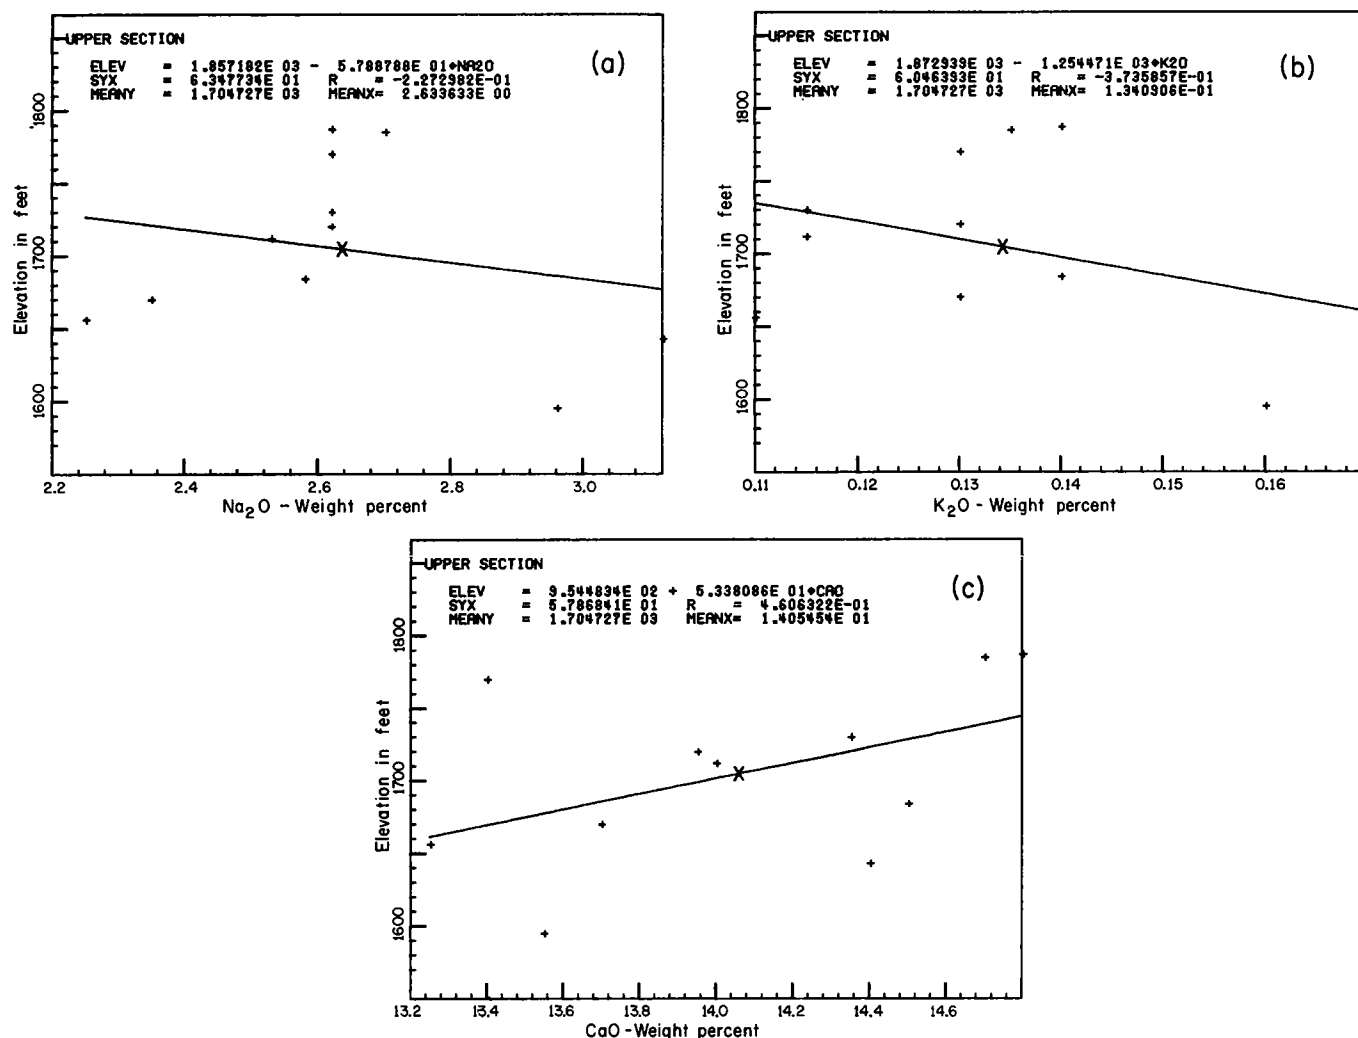 UPPER SECTION
(a)
ELEV = 1.857182E 03 - 5.788788E 01*NA2O
SYX = 6.347734E 01 R = -2.272982E-01
MEANY = 1.704727E 03 MEANX= 2.633633E 00
1800
1700
1600
Elevation in feet
2.2 2.4 2.6 2.8 3.0
Na2O - Weight percent
UPPER SECTION
(b)
ELEV = 1.872939E 03 - 1.254471E 03*K2O
SYX = 6.046393E 01 R = -3.735857E-01
MEANY = 1.704727E 03 MEANX= 1.340906E-01
1800
1700
1600
Elevation in feet
0.11 0.12 0.13 0.14 0.15 0.16
K2O - Weight percent
UPPER SECTION
(c)
ELEV = 9.544834E 02 + 5.338086E 01*CAO
SYX = 5.786841E 01 R = 4.606322E-01
MEANY = 1.704727E 03 MEANX= 1.405454E 01
1800
1700
1600
Elevation in feet
13.2 13.4 13.6 13.8 14.0 14.2 14.4 14.6
CaO - Weight percent